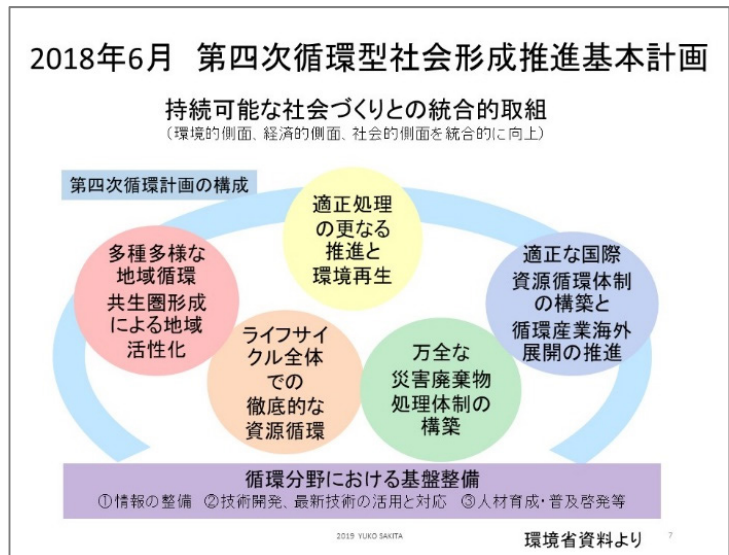 2018年6月 第四次循環型社会形成推進基本計画
持続可能な社会づくりとの統合的取組
（環境的側面、経済的側面、社会的側面を統合的に向上）
第四次循環計画の構成
適正処理
の更なる
推進と
環境再生
多種多様な
地域循環
共生圏形成
による地域
活性化
適正な国際
資源循環体制
の構築と
循環産業海外
展開の推進
ライフサイ
クル全体
での
徹底的な
資源循環
万全な
災害廃棄物
処理体制の
構築
循環分野における基盤整備
①情報の整備 ②技術開発、最新技術の活用と対応 ③人材育成・普及啓発等
2019 YUKO SAKITA
環境省資料より
7